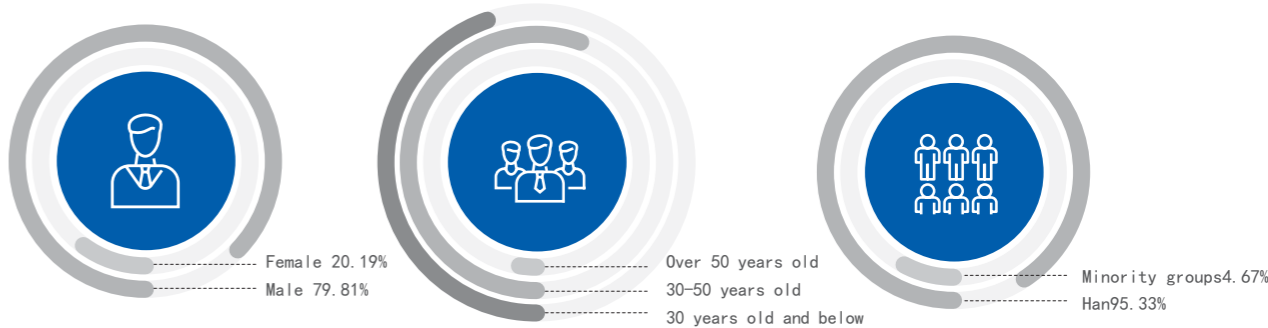 Female 20.19%
Male 79.81%
Over 50 years old
30-50 years old
30 years old and below
Minority groups4.67%
Han95.33%